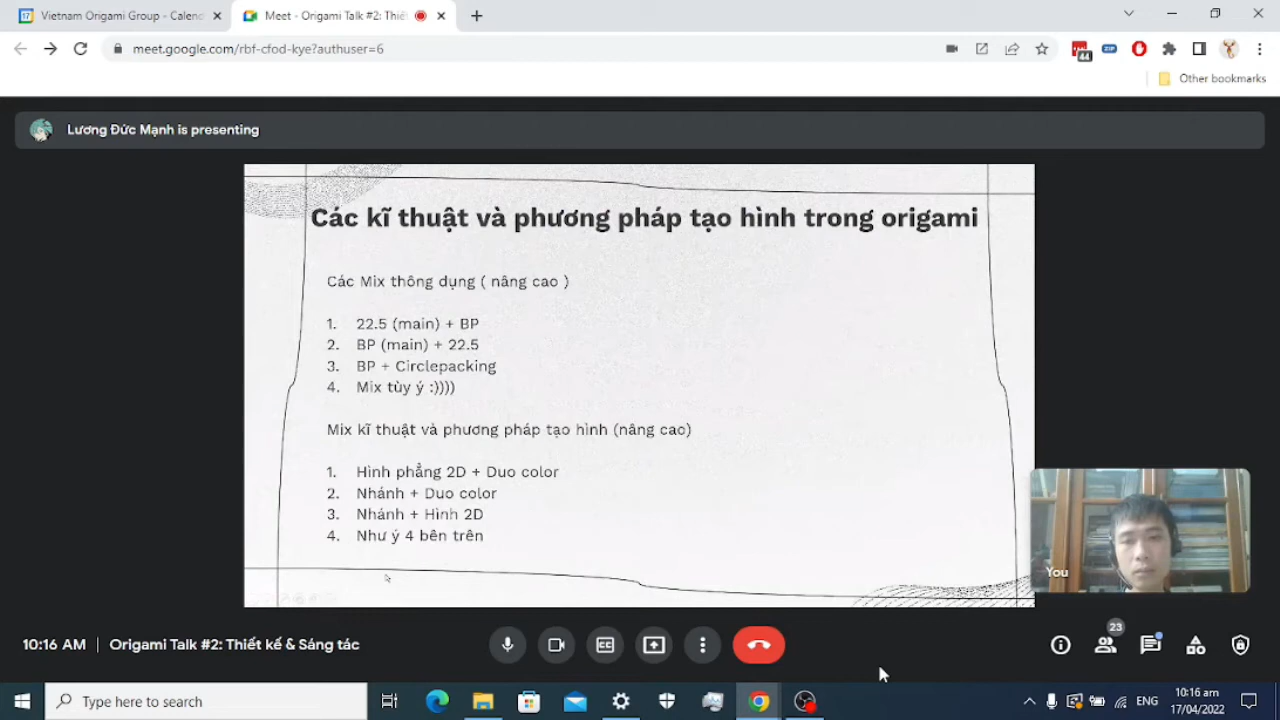 Vietnam Origami Group - Calend
Meet - Origami Talk #2: Thiết
meet.google.com/rbf-cfod-kye?authuser=6
44
ZIP
Other bookmarks
Lương Đức Mạnh is presenting
Các kĩ thuật và phương pháp tạo hình trong origami
Các Mix thông dụng ( nâng cao )
1. 22.5 (main) + BP
2. BP (main) + 22.5
3. BP + Circlepacking
4. Mix tùy ý :))))
Mix kĩ thuật và phương pháp tạo hình (nâng cao)
1. Hình phẳng 2D + Duo color
2. Nhánh + Duo color
3. Nhánh + Hình 2D
4. Như ý 4 bên trên
You
10:16 AM | Origami Talk #2: Thiết kế & Sáng tác
CC
23
Type here to search
ENG
10:16 am
17/04/2022